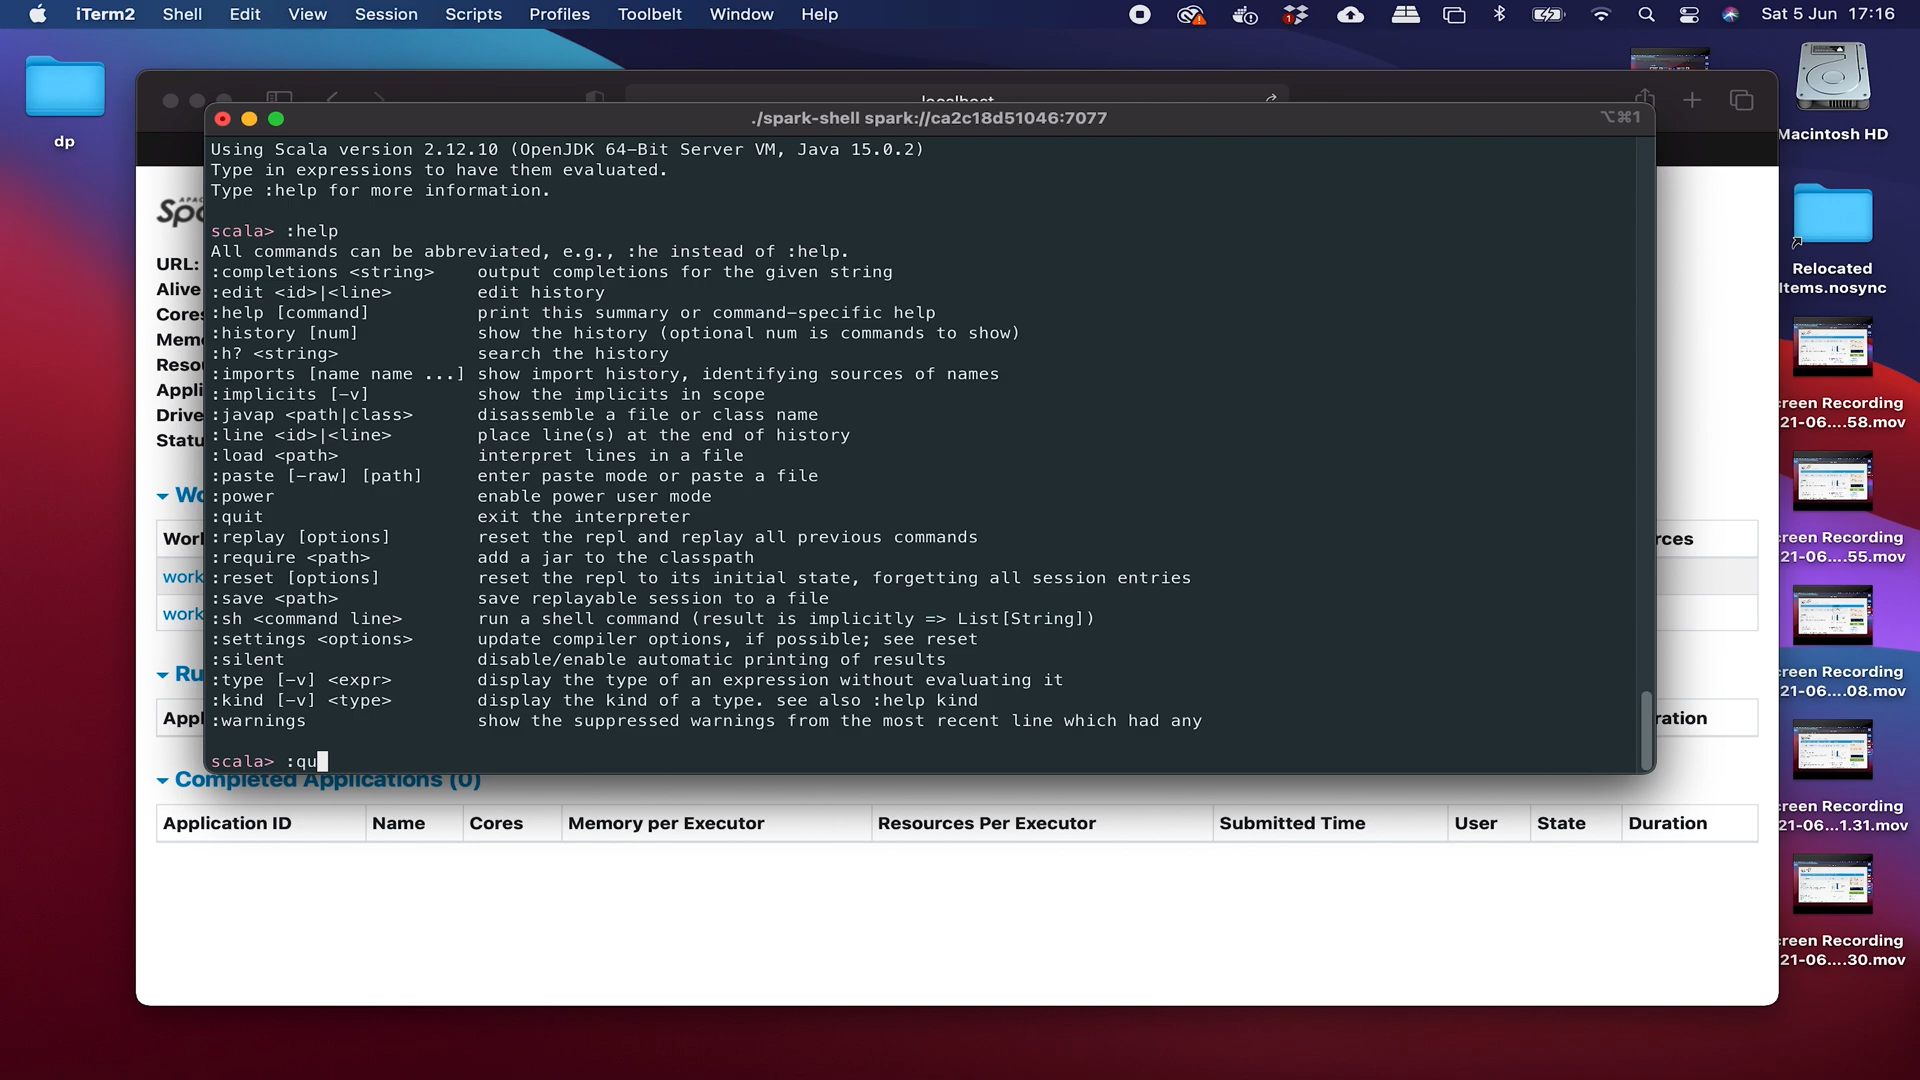 iTerm2 Shell Edit View Session Scripts Profiles Toolbelt Window Help
1
Sat 5 Jun 17:16
dp
Macintosh HD
Relocated
Items.nosync
creen Recording
21-06....58.mov
creen Recording
21-06....55.mov
creen Recording
21-06....08.mov
creen Recording
21-06...1.31.mov
creen Recording
21-06....30.mov
localhost
./spark-shell spark://ca2c18d51046:7077
⌥⌘1
Using Scala version 2.12.10 (OpenJDK 64-Bit Server VM, Java 15.0.2)
Type in expressions to have them evaluated.
Type :help for more information.
scala> :help
All commands can be abbreviated, e.g., :he instead of :help.
:completions <string> output completions for the given string
:edit <id>|<line> edit history
:help [command] print this summary or command-specific help
:history [num] show the history (optional num is commands to show)
:h? <string> search the history
:imports [name name ...] show import history, identifying sources of names
:implicits [-v] show the implicits in scope
:javap <path|class> disassemble a file or class name
:line <id>|<line> place line(s) at the end of history
:load <path> interpret lines in a file
:paste [-raw] [path] enter paste mode or paste a file
:power enable power user mode
:quit exit the interpreter
:replay [options] reset the repl and replay all previous commands
:require <path> add a jar to the classpath
:reset [options] reset the repl to its initial state, forgetting all session entries
:save <path> save replayable session to a file
:sh <command line> run a shell command (result is implicitly => List[String])
:settings <options> update compiler options, if possible; see reset
:silent disable/enable automatic printing of results
:type [-v] <expr> display the type of an expression without evaluating it
:kind [-v] <type> display the kind of a type. see also :help kind
:warnings show the suppressed warnings from the most recent line which had any
scala> :qu
APAC
Spa
URL:
Alive
Cores
Mem
Reso
Appli
Drive
Statu
Wo
Work
rces
work
work
Ru
Appl
ration
Completed Applications (0)
Application ID Name Cores Memory per Executor Resources Per Executor Submitted Time User State Duration